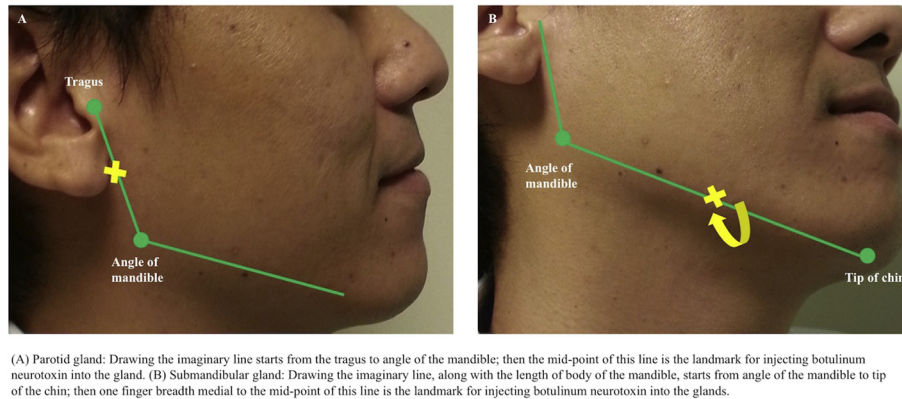 A
Tragus
Angle of
mandible
B
Angle of
mandible
Tip of chin
(A) Parotid gland: Drawing the imaginary line starts from the tragus to angle of the mandible; then the mid-point of this line is the landmark for injecting botulinum
neurotoxin into the gland. (B) Submandibular gland: Drawing the imaginary line, along with the length of body of the mandible, starts from angle of the mandible to tip
of the chin; then one finger breadth medial to the mid-point of this line is the landmark for injecting botulinum neurotoxin into the glands.